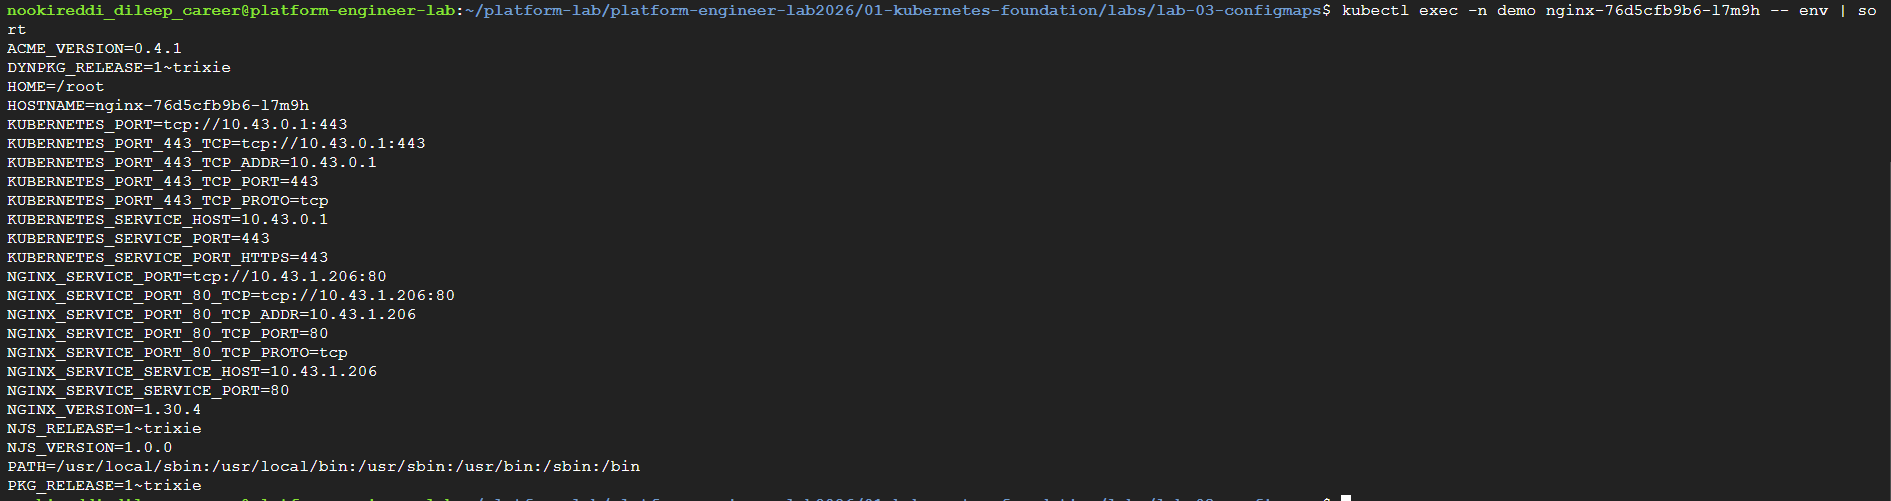 nookireddi_dileep_career@platform-engineer-lab:~/platform-lab/platform-engineer-lab2026/01-kubernetes-foundation/labs/lab-03-configmaps$ kubectl exec -n demo nginx-76d5cfb9b6-l7m9h -- env | so
rt
ACME_VERSION=0.4.1
DYNPKG_RELEASE=1~trixie
HOME=/root
HOSTNAME=nginx-76d5cfb9b6-l7m9h
KUBERNETES_PORT=tcp://10.43.0.1:443
KUBERNETES_PORT_443_TCP=tcp://10.43.0.1:443
KUBERNETES_PORT_443_TCP_ADDR=10.43.0.1
KUBERNETES_PORT_443_TCP_PORT=443
KUBERNETES_PORT_443_TCP_PROTO=tcp
KUBERNETES_SERVICE_HOST=10.43.0.1
KUBERNETES_SERVICE_PORT=443
KUBERNETES_SERVICE_PORT_HTTPS=443
NGINX_SERVICE_PORT=tcp://10.43.1.206:80
NGINX_SERVICE_PORT_80_TCP=tcp://10.43.1.206:80
NGINX_SERVICE_PORT_80_TCP_ADDR=10.43.1.206
NGINX_SERVICE_PORT_80_TCP_PORT=80
NGINX_SERVICE_PORT_80_TCP_PROTO=tcp
NGINX_SERVICE_SERVICE_HOST=10.43.1.206
NGINX_SERVICE_SERVICE_PORT=80
NGINX_VERSION=1.30.4
NJS_RELEASE=1~trixie
NJS_VERSION=1.0.0
PATH=/usr/local/sbin:/usr/local/bin:/usr/sbin:/usr/bin:/sbin:/bin
PKG_RELEASE=1~trixie